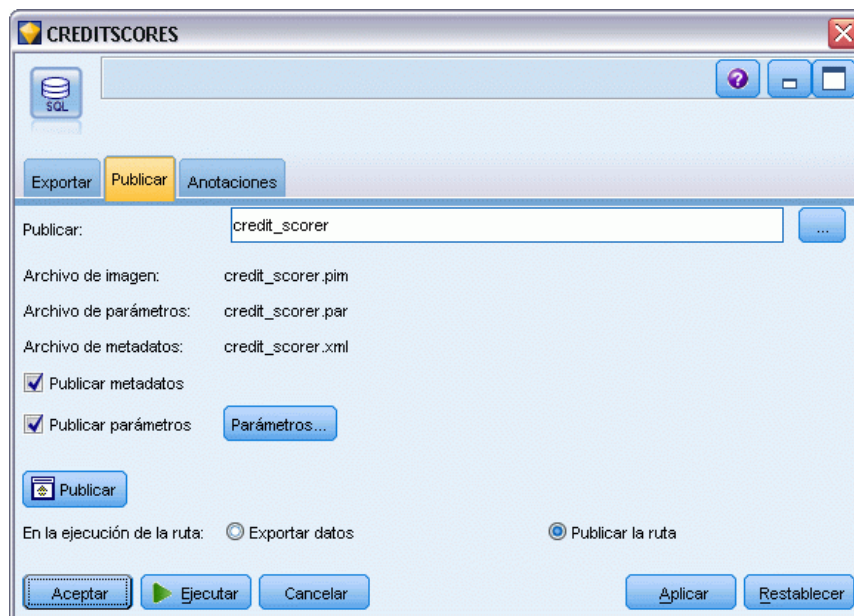 CREDITSCORES
SQL
Exportar
Publicar
Anotaciones
Publicar:
credit_scorer
...
Archivo de imagen:
credit_scorer.pim
Archivo de parámetros:
credit_scorer.par
Archivo de metadatos:
credit_scorer.xml
Publicar metadatos
Publicar parámetros
Parámetros...
Publicar
En la ejecución de la ruta:
Exportar datos
Publicar la ruta
Aceptar
Ejecutar
Cancelar
Aplicar
Restablecer